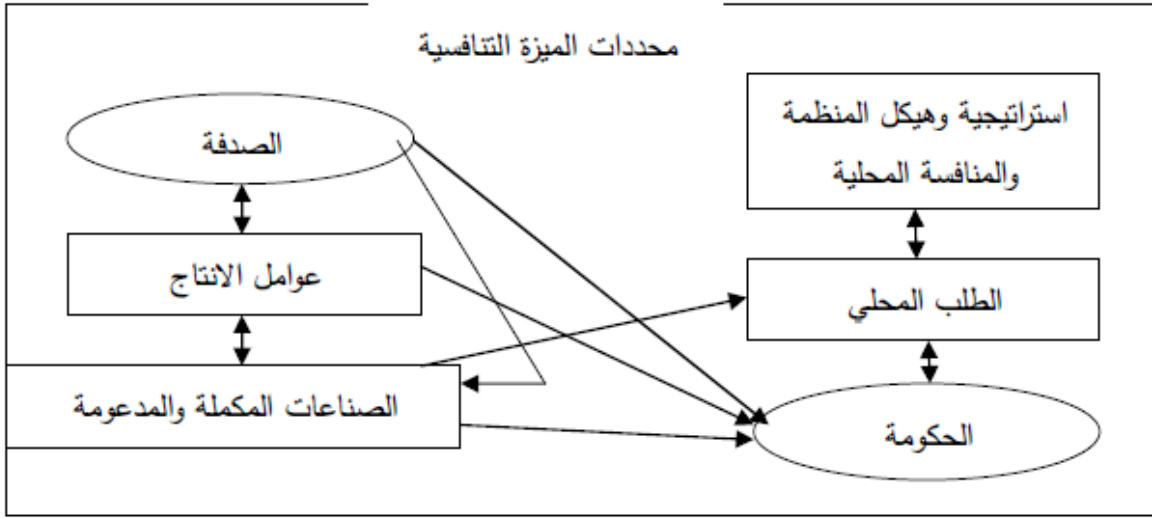 محددات الميزة التنافسية
استراتيجية وهيكل المنظمة
والمنافسة المحلية
الصدفة
عوامل الانتاج
الطلب المحلي
الصناعات المكملة والمدعومة
الحكومة